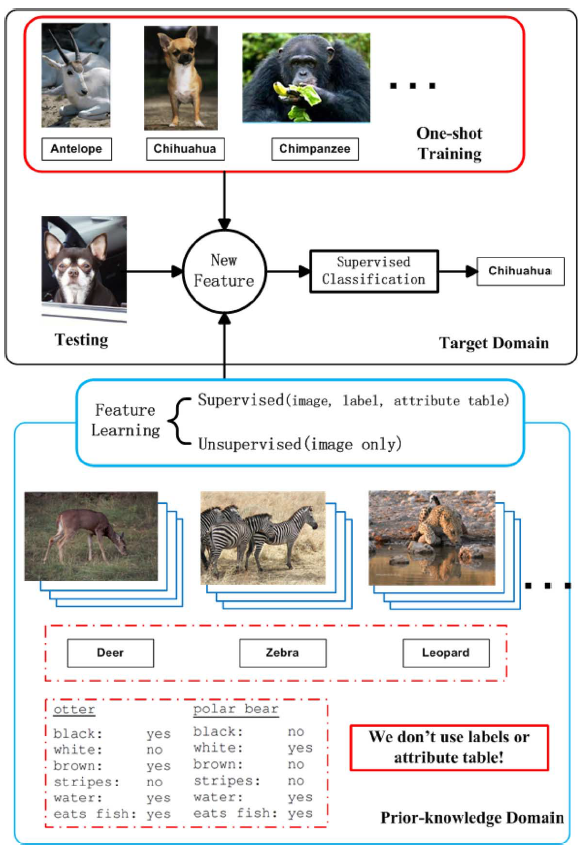 Antelope
Chihuahua
Chimpanzee
One-shot
Training
New
Feature
Supervised
Classification
Chihuahua
Testing
Target Domain
Feature
Learning
Supervised(image, label, attribute table)
Unsupervised(image only)
Deer
Zebra
Leopard
otter polar bear
black: yes black: no
white: no white: yes
brown: yes brown: no
stripes: no stripes: no
water: yes water: yes
eats fish: yes eats fish: yes
We don't use labels or
attribute table!
Prior-knowledge Domain